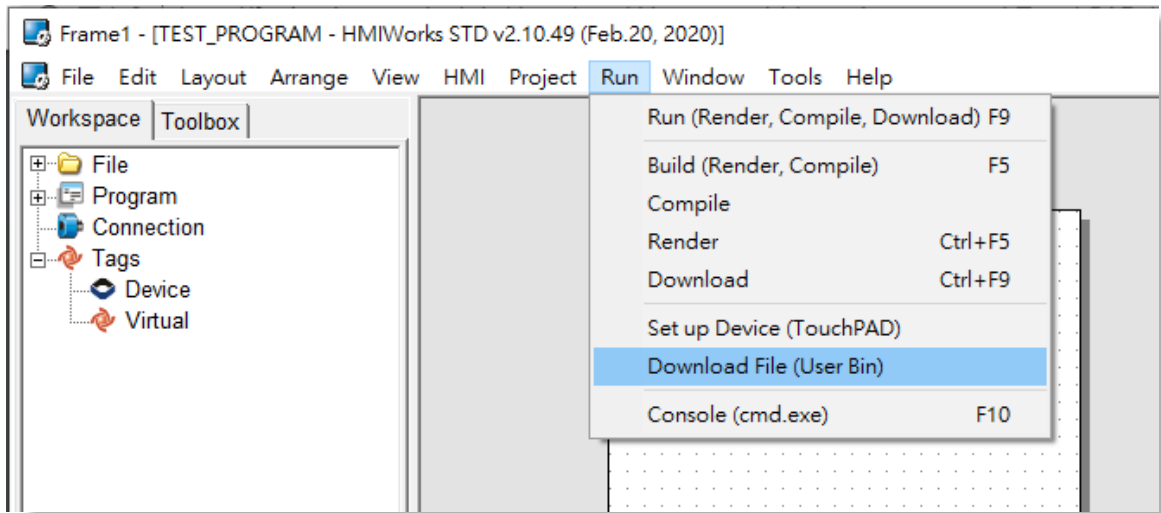 Frame1 - [TEST_PROGRAM - HMIWorks STD v2.10.49 (Feb.20, 2020)]
File Edit Layout Arrange View HMI Project Run Window Tools Help
Workspace Toolbox
File
Program
Connection
Tags
Device
Virtual
Run (Render, Compile, Download) F9
Build (Render, Compile) F5
Compile
Render Ctrl+F5
Download Ctrl+F9
Set up Device (TouchPAD)
Download File (User Bin)
Console (cmd.exe) F10